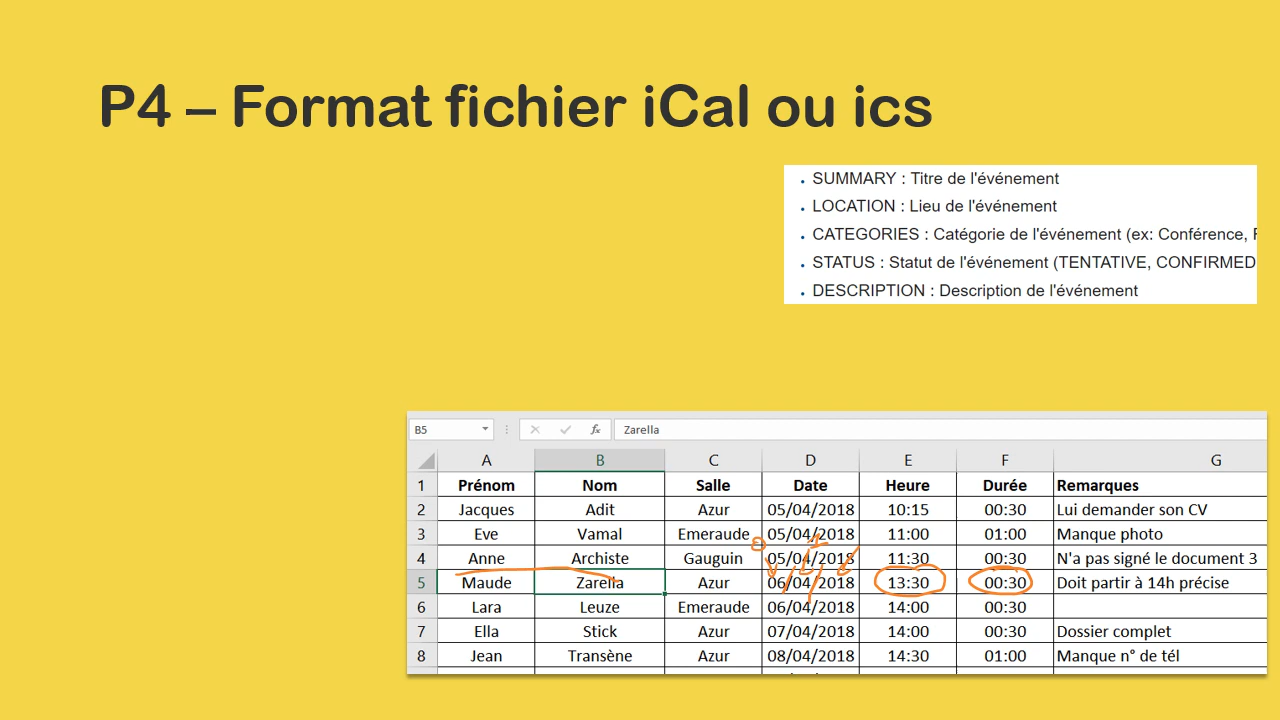 P4 – Format fichier iCal ou ics
• SUMMARY : Titre de l'événement
• LOCATION : Lieu de l'événement
• CATEGORIES : Catégorie de l'événement (ex: Conférence,
• STATUS : Statut de l'événement (TENTATIVE, CONFIRMED
• DESCRIPTION : Description de l'événement
B5 fx Zarella
A B C D E F G
1 Prénom Nom Salle Date Heure Durée Remarques
2 Jacques Adit Azur 05/04/2018 10:15 00:30 Lui demander son CV
3 Eve Vamal Emeraude 05/04/2018 11:00 01:00 Manque photo
4 Anne Archiste Gauguin 05/04/2018 11:30 00:30 N'a pas signé le document 3
5 Maude Zarella Azur 06/04/2018 13:30 00:30 Doit partir à 14h précise
6 Lara Leuze Emeraude 06/04/2018 14:00 00:30
7 Ella Stick Azur 07/04/2018 14:00 00:30 Dossier complet
8 Jean Transène Azur 08/04/2018 14:30 01:00 Manque n° de tél